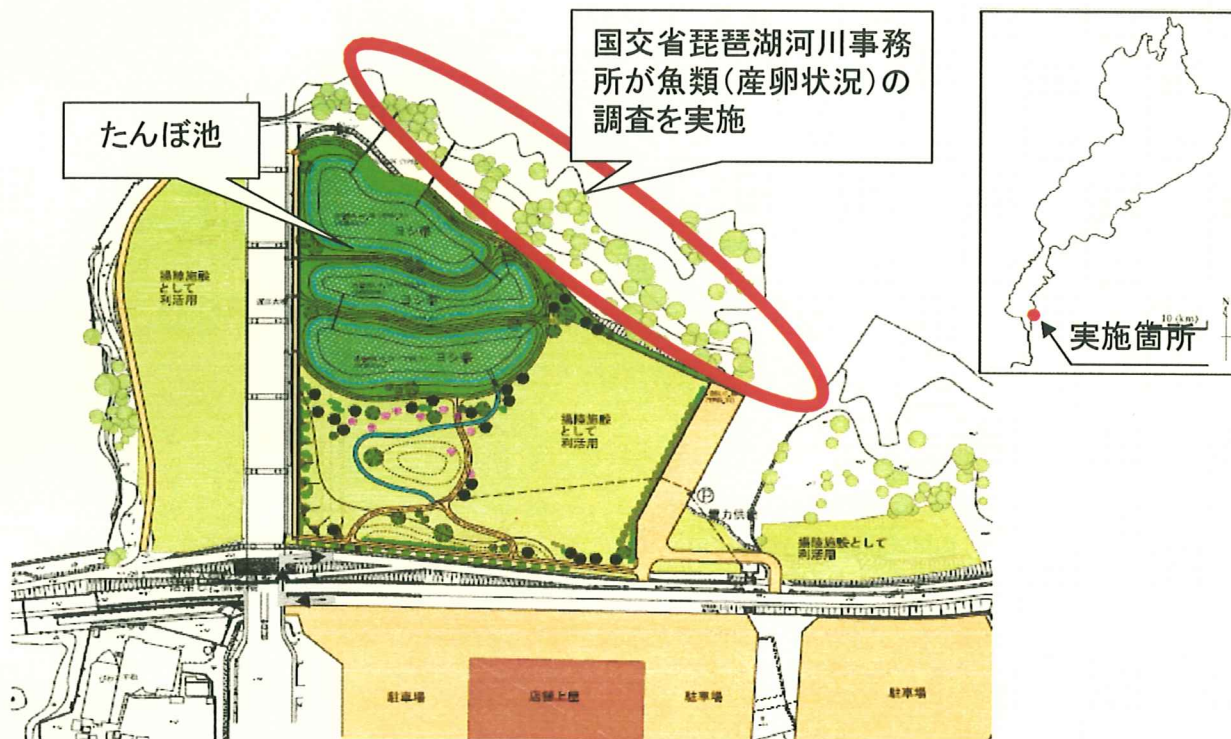 国交省琵琶湖河川事務
所が魚類(産卵状況)の
調査を実施
たんぼ池
10 (km)
実施箇所
ヨシ帯
ヨシ帯
ヨシ帯
揚陸施設
として
利活用
揚陸施設
として
利活用
揚陸施設として
利活用
P
駐車場
店舗上屋
駐車場
駐車場